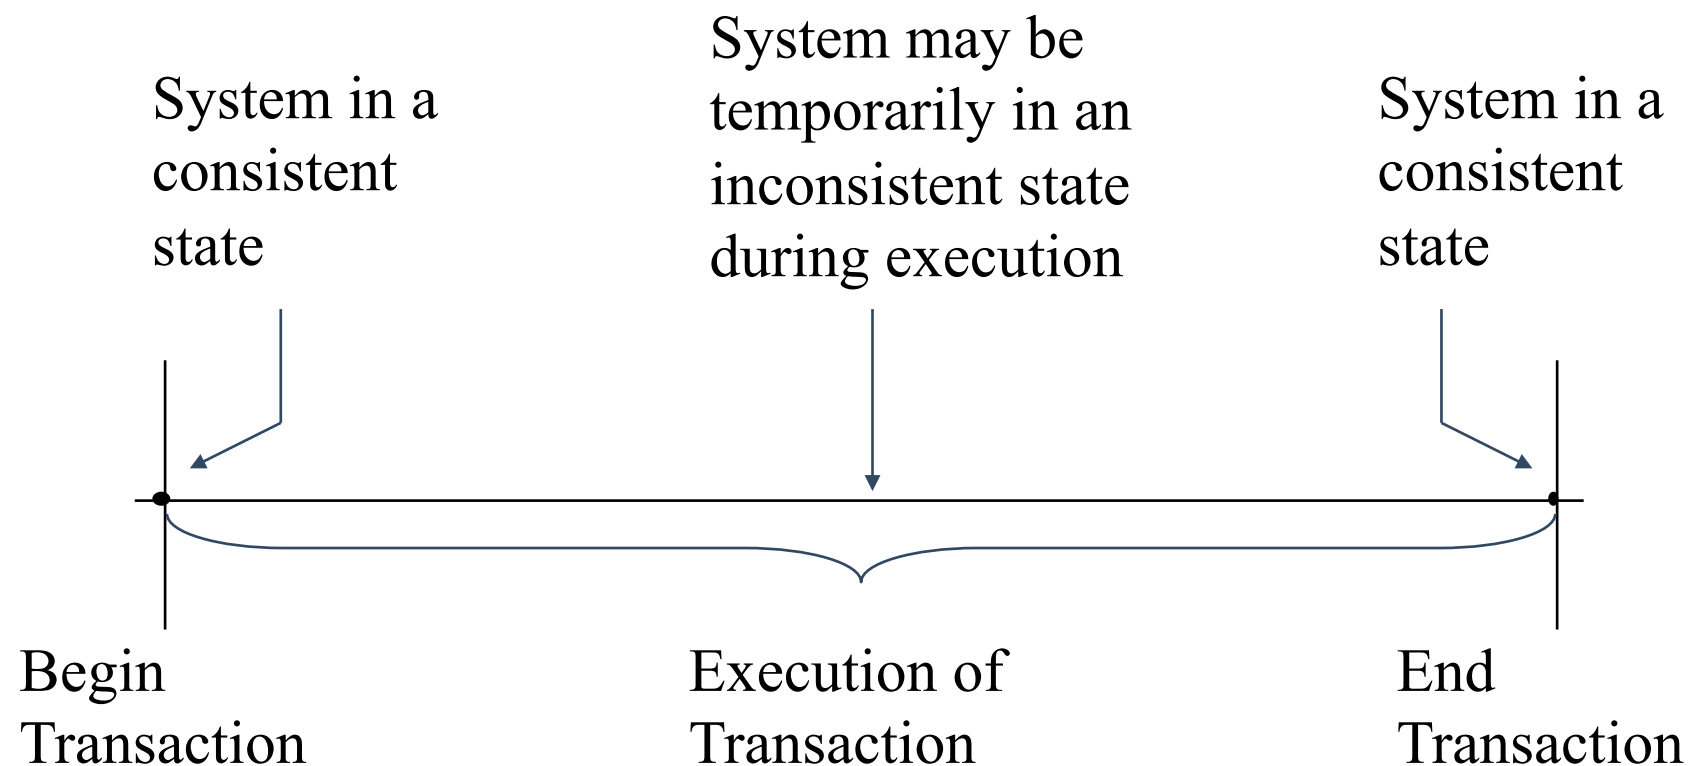 System in a
consistent
state
System may be
temporarily in an
inconsistent state
during execution
System in a
consistent
state
Begin
Transaction
Execution of
Transaction
End
Transaction